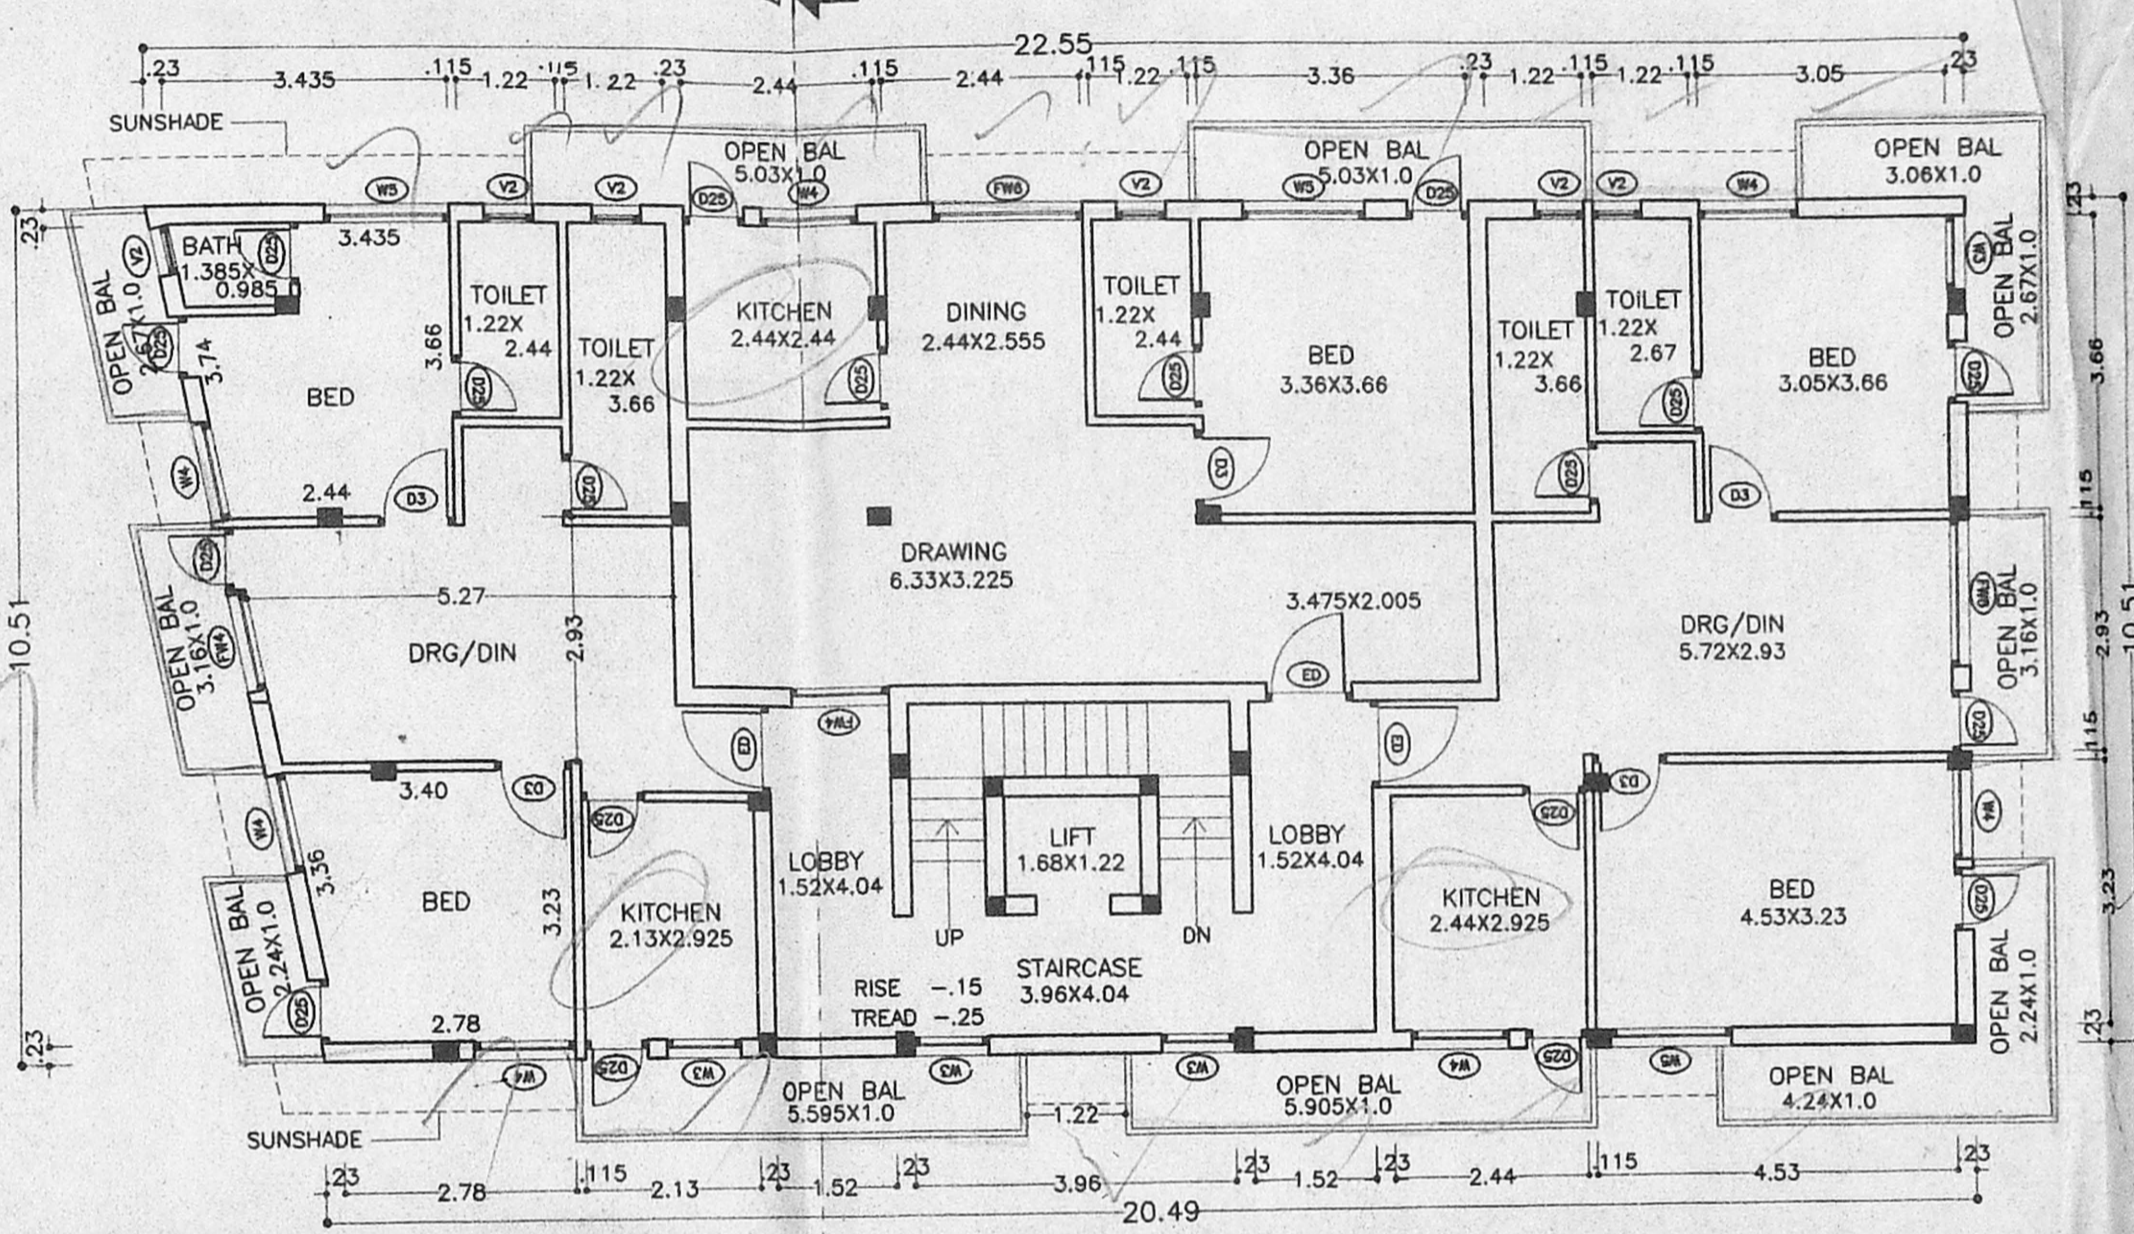 22.55
.23 3.435 .115 1.22 .115 1.22 .23 2.44 .115 2.44 .115 1.22 .115 3.36 .23 1.22 .115 1.22 .115 3.05 .23
SUNSHADE
OPEN BAL
5.03X1.0
OPEN BAL
5.03X1.0
OPEN BAL
3.06X1.0
W5 V2 V2 D25 W4 FW6 V2 W5 D25 V2 V2 W4
.23
10.51
V2
BATH
1.385X
0.985
D25
3.435
OPEN BAL
2.67X1.0
D25
3.74
BED
3.66
W4
2.44
D3
TOILET
1.22X
2.44
D25
TOILET
1.22X
3.66
D25
KITCHEN
2.44X2.44
D25
DINING
2.44X2.555
TOILET
1.22X
2.44
D25
BED
3.36X3.66
D3
TOILET
1.22X
3.66
D25
TOILET
1.22X
2.67
D25
BED
3.05X3.66
D3
W3
OPEN BAL
2.67X1.0
D25
.23
3.66
.115
2.93
.115
3.23
.23
10.51
D25
OPEN BAL
3.16X1.0
FW4
5.27
DRG/DIN
2.93
DRAWING
6.33X3.225
3.475X2.005
ED
DRG/DIN
5.72X2.93
FW6
OPEN BAL
3.16X1.0
D25
FW4
ED
ED
W4
3.40
D3
3.36
BED
3.23
2.78
OPEN BAL
2.24X1.0
D25
D25
KITCHEN
2.13X2.925
LOBBY
1.52X4.04
LIFT
1.68X1.22
UP
DN
STAIRCASE
3.96X4.04
RISE -.15
TREAD -.25
LOBBY
1.52X4.04
D25
KITCHEN
2.44X2.925
D3
BED
4.53X3.23
W4
D25
OPEN BAL
2.24X1.0
.23
W4 D25 W3 W3 W3 W4 D25 W5
OPEN BAL
5.595X1.0
1.22
OPEN BAL
5.905X1.0
OPEN BAL
4.24X1.0
SUNSHADE
.23 2.78 .115 2.13 .23 1.52 .23 3.96 .23 1.52 .23 2.44 .115 4.53 .23
20.49